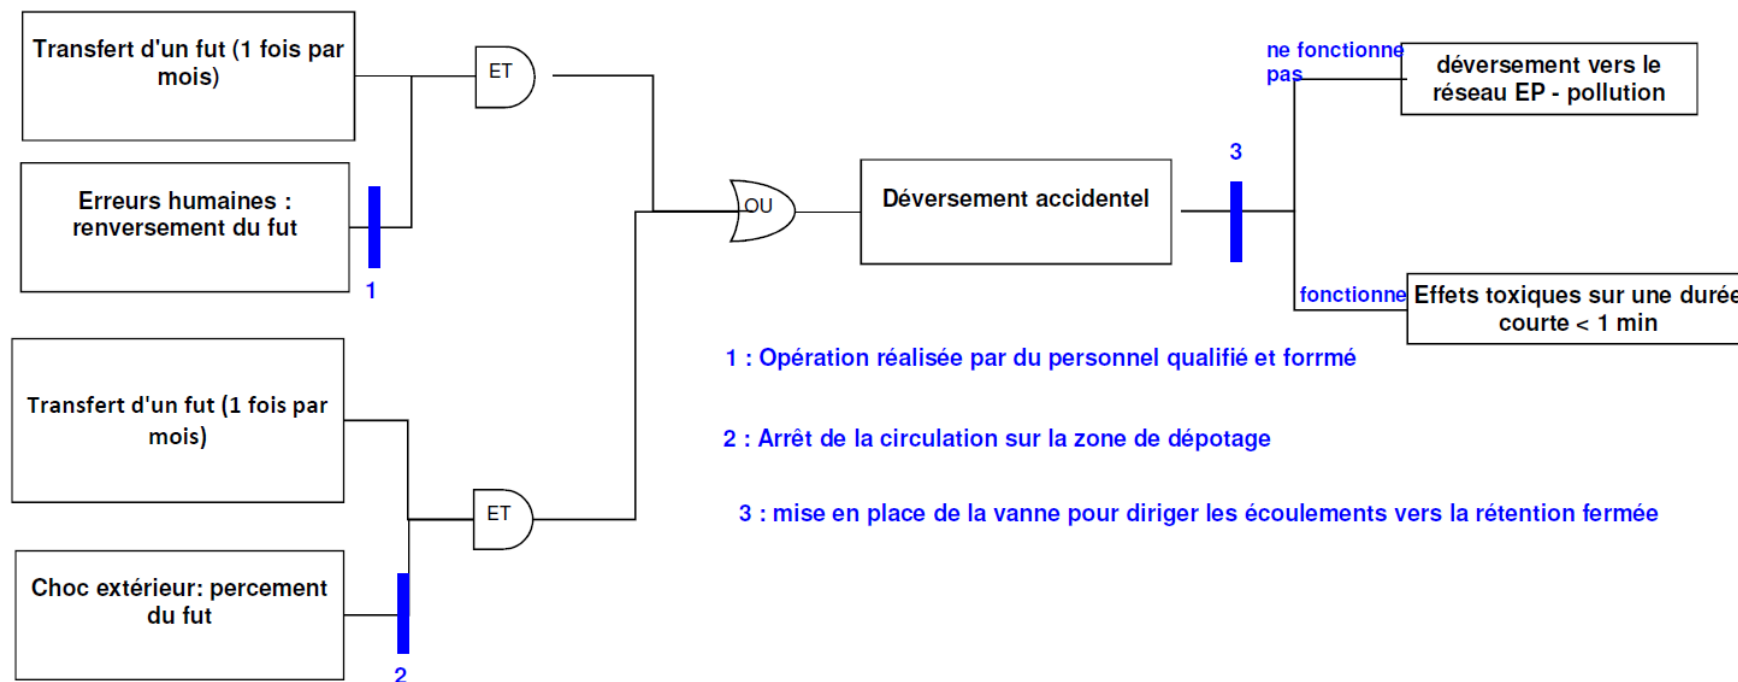 Transfert d'un fut (1 fois par
mois)
ET
Erreurs humaines :
renversement du fut
1
Transfert d'un fut (1 fois par
mois)
ET
Choc extérieur: percement
du fut
2
OU
Déversement accidentel
3
ne fonctionne
pas
déversement vers le
réseau EP - pollution
fonctionne
Effets toxiques sur une durée
courte < 1 min
1 : Opération réalisée par du personnel qualifié et forrmé
2 : Arrêt de la circulation sur la zone de dépotage
3 : mise en place de la vanne pour diriger les écoulements vers la rétention fermée